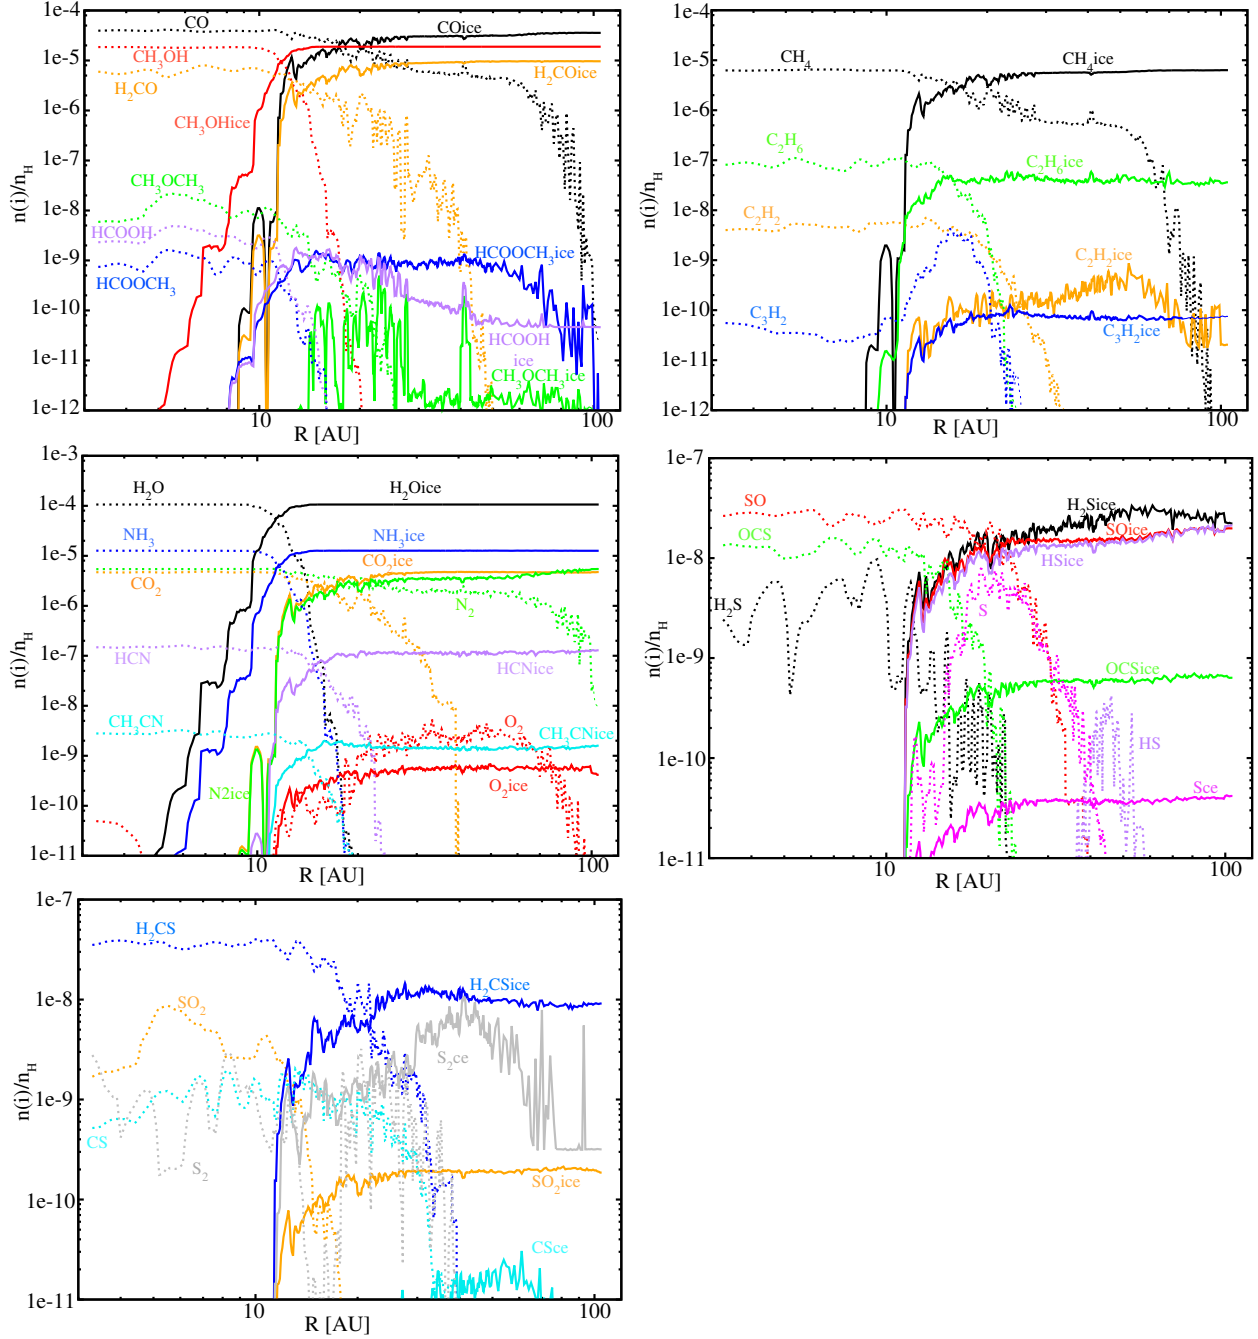 1e-4
1e-5
1e-6
1e-7
1e-8
1e-9
1e-10
1e-11
1e-12
n(i)/n_H
CO
COice
CH₃OH
H₂CO
H₂COice
CH₃OHice
CH₃OCH₃
HCOOH
HCOOCH₃
HCOOCH₃ice
HCOOH
ice
CH₃OCH₃ice
10
100
R [AU]
1e-4
1e-5
1e-6
1e-7
1e-8
1e-9
1e-10
1e-11
1e-12
n(i)/n_H
CH₄
CH₄ice
C₂H₆
C₂H₆ice
C₂H₂
C₂H₂ice
C₃H₂
C₃H₂ice
10
100
R [AU]
1e-3
1e-4
1e-5
1e-6
1e-7
1e-8
1e-9
1e-10
1e-11
n(i)/n_H
H₂O
H₂Oice
NH₃
NH₃ice
CO₂ice
CO₂
N₂
HCN
HCNice
CH₃CN
O₂
CH₃CNice
N2ice
O₂ice
10
100
R [AU]
1e-7
1e-8
1e-9
1e-10
1e-11
n(i)/n_H
SO
H₂Sice
SOice
OCS
HSice
H₂S
S
OCSice
HS
Sce
10
100
R [AU]
1e-7
1e-8
1e-9
1e-10
1e-11
n(i)/n_H
H₂CS
H₂CSice
SO₂
S₂ce
CS
S₂
SO₂ice
CSce
10
100
R [AU]